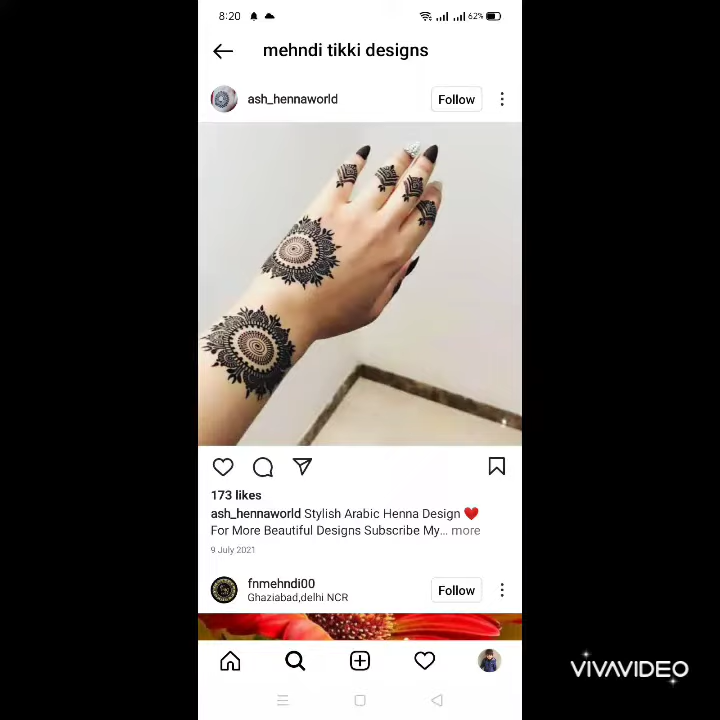 8:20
62%
mehndi tikki designs
ash_hennaworld
Follow
173 likes
ash_hennaworld Stylish Arabic Henna Design ❤️
For More Beautiful Designs Subscribe My... more
9 July 2021
fnmehndi00
Follow
Ghaziabad,delhi NCR
VIVAVIDEO